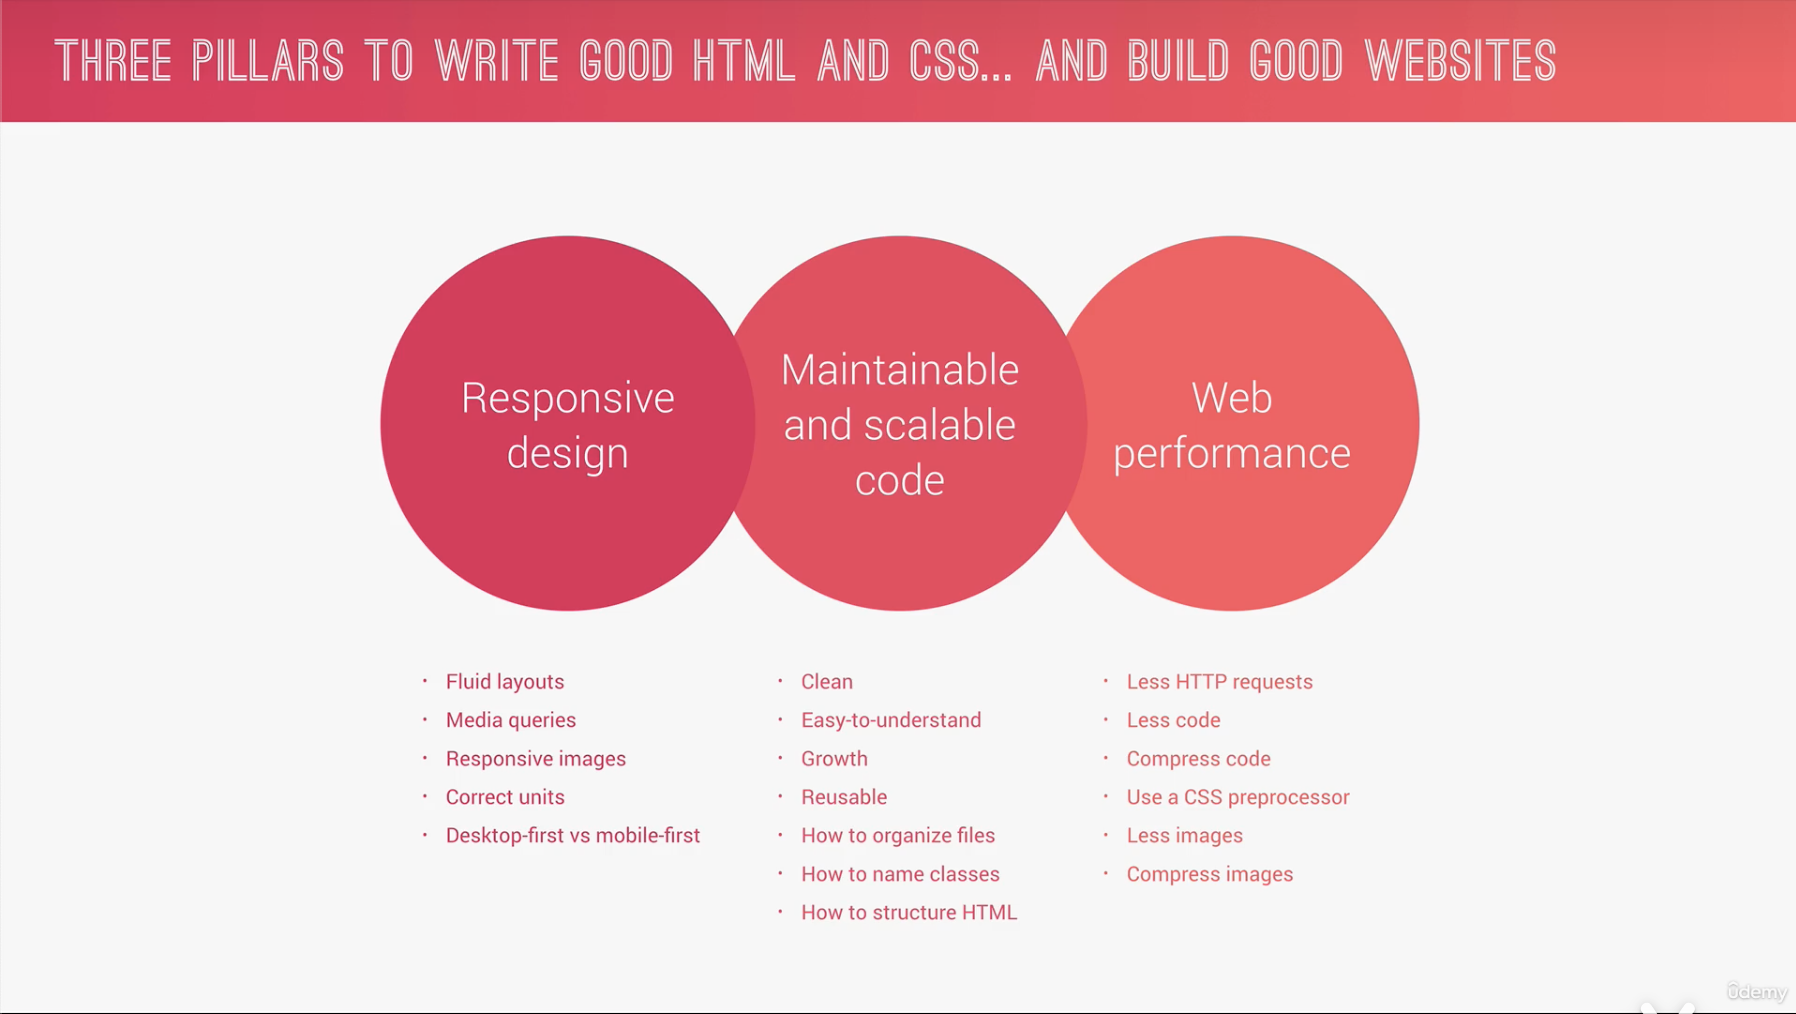 THREE PILLARS TO WRITE GOOD HTML AND CSS... AND BUILD GOOD WEBSITES
Responsive
design
Maintainable
and scalable
code
Web
performance
· Fluid layouts
· Media queries
· Responsive images
· Correct units
· Desktop-first vs mobile-first
· Clean
· Easy-to-understand
· Growth
· Reusable
· How to organize files
· How to name classes
· How to structure HTML
· Less HTTP requests
· Less code
· Compress code
· Use a CSS preprocessor
· Less images
· Compress images
ûdemy